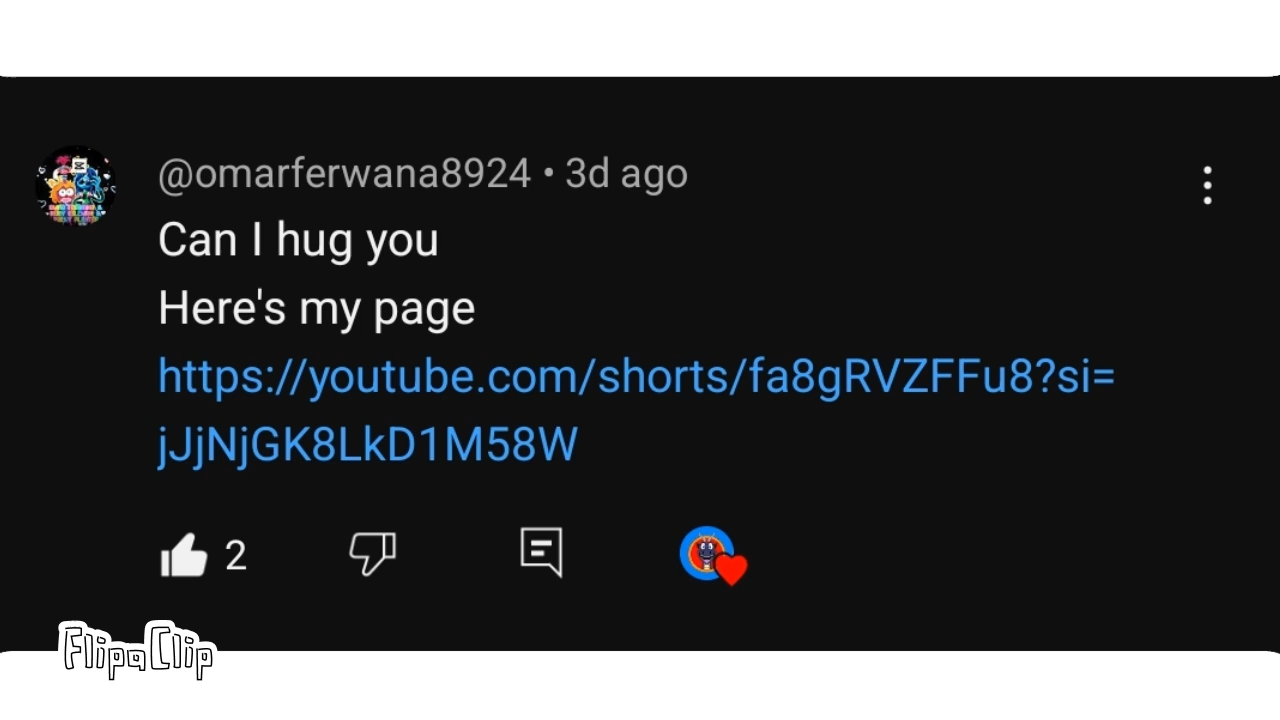 @omarferwana8924 • 3d ago
Can I hug you
Here's my page
https://youtube.com/shorts/fa8gRVZFFu8?si=
jJjNjGK8LkD1M58W
2
FlipaClip